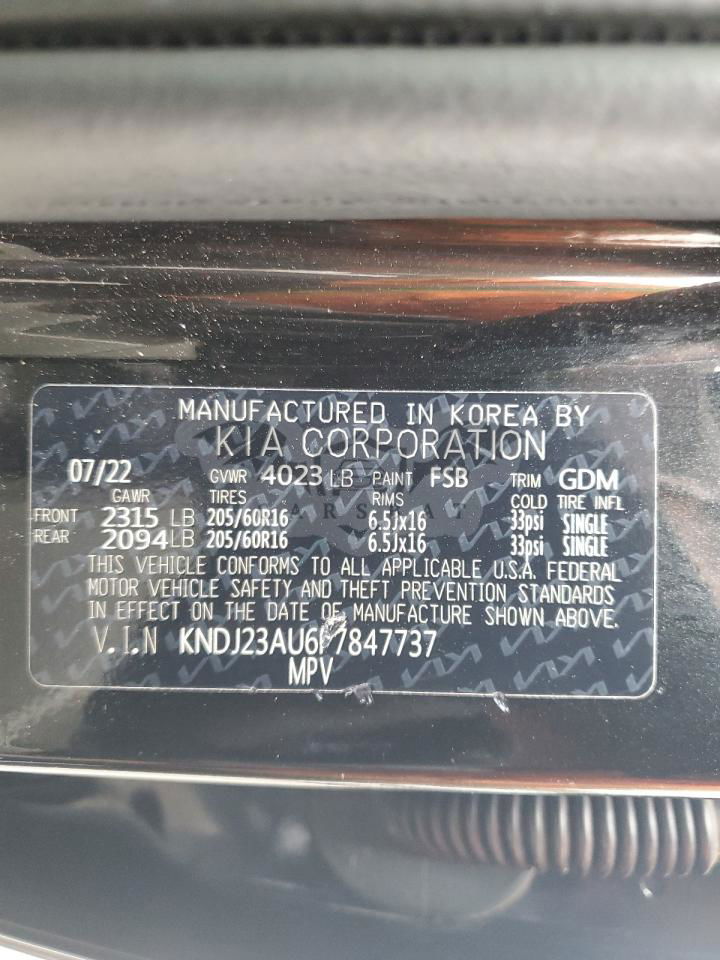 MANUFACTURED IN KOREA BY
KIA CORPORATION
07/22 GVWR 4023 LB PAINT FSB TRIM GDM
GAWR TIRES RIMS COLD TIRE INFL
FRONT 2315 LB 205/60R16 6.5Jx16 33psi SINGLE
REAR 2094 LB 205/60R16 6.5Jx16 33psi SINGLE
THIS VEHICLE CONFORMS TO ALL APPLICABLE U.S.A. FEDERAL
MOTOR VEHICLE SAFETY AND THEFT PREVENTION STANDARDS
IN EFFECT ON THE DATE OF MANUFACTURE SHOWN ABOVE.
V.I.N
MPV